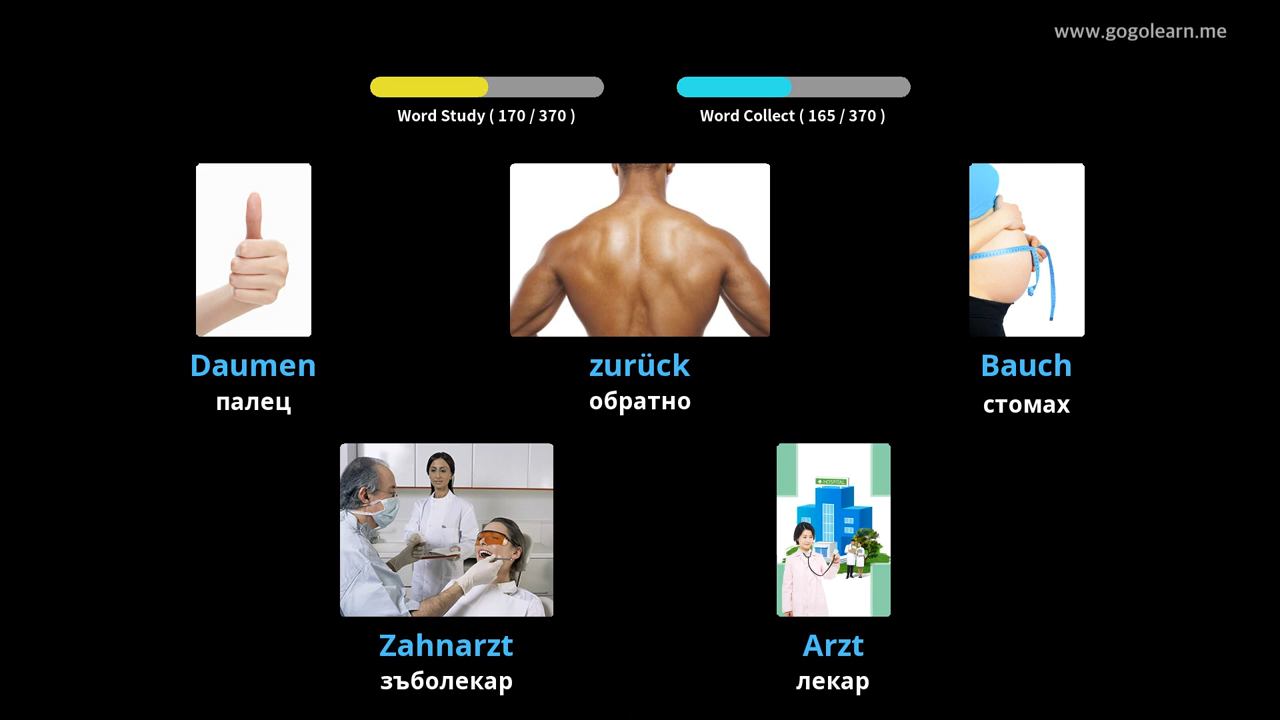 www.gogolearn.me
Word Study ( 170 / 370 )
Word Collect ( 165 / 370 )
Daumen
палец
zurück
обратно
Bauch
стомах
HOSPITAL
Zahnarzt
зъболекар
Arzt
лекар